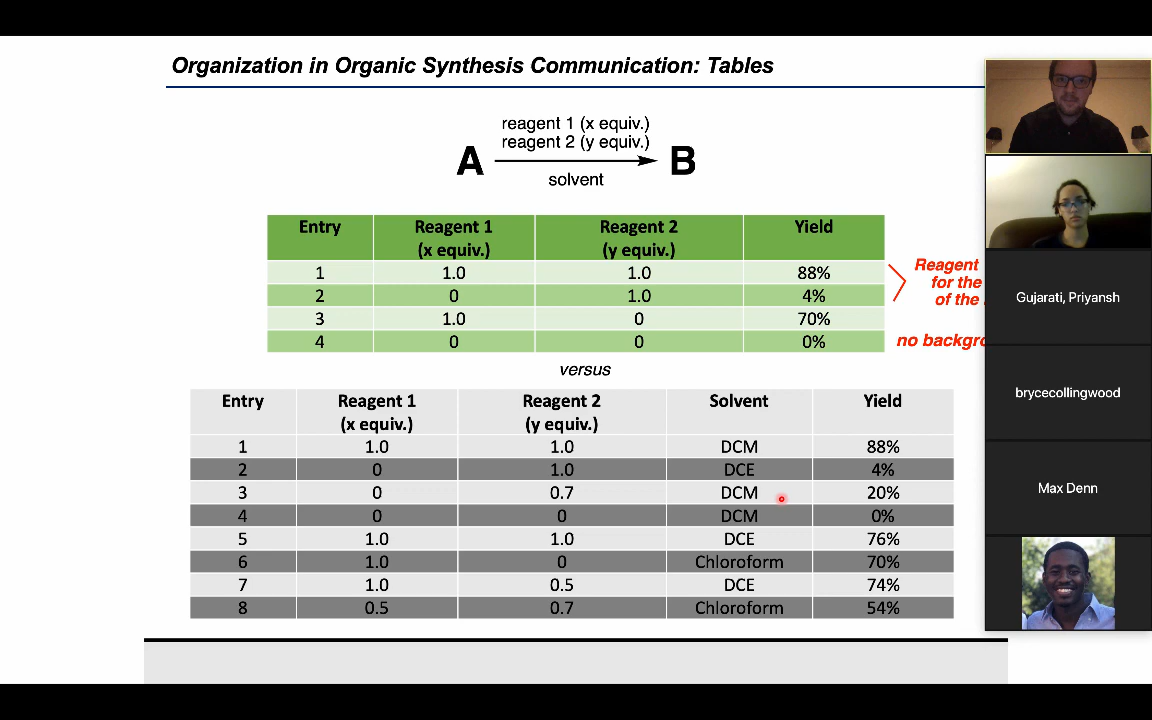 Organization in Organic Synthesis Communication: Tables
reagent 1 (x equiv.)
reagent 2 (y equiv.)
A B
solvent
Entry Reagent 1 Reagent 2 Yield
(x equiv.) (y equiv.)
1 1.0 1.0 88%
2 0 1.0 4%
3 1.0 0 70%
4 0 0 0%
Reagent
for the
of the
no backgro
versus
Entry Reagent 1 Reagent 2 Solvent Yield
(x equiv.) (y equiv.)
1 1.0 1.0 DCM 88%
2 0 1.0 DCE 4%
3 0 0.7 DCM 20%
4 0 0 DCM 0%
5 1.0 1.0 DCE 76%
6 1.0 0 Chloroform 70%
7 1.0 0.5 DCE 74%
8 0.5 0.7 Chloroform 54%
Gujarati, Priyansh
brycecollingwood
Max Denn